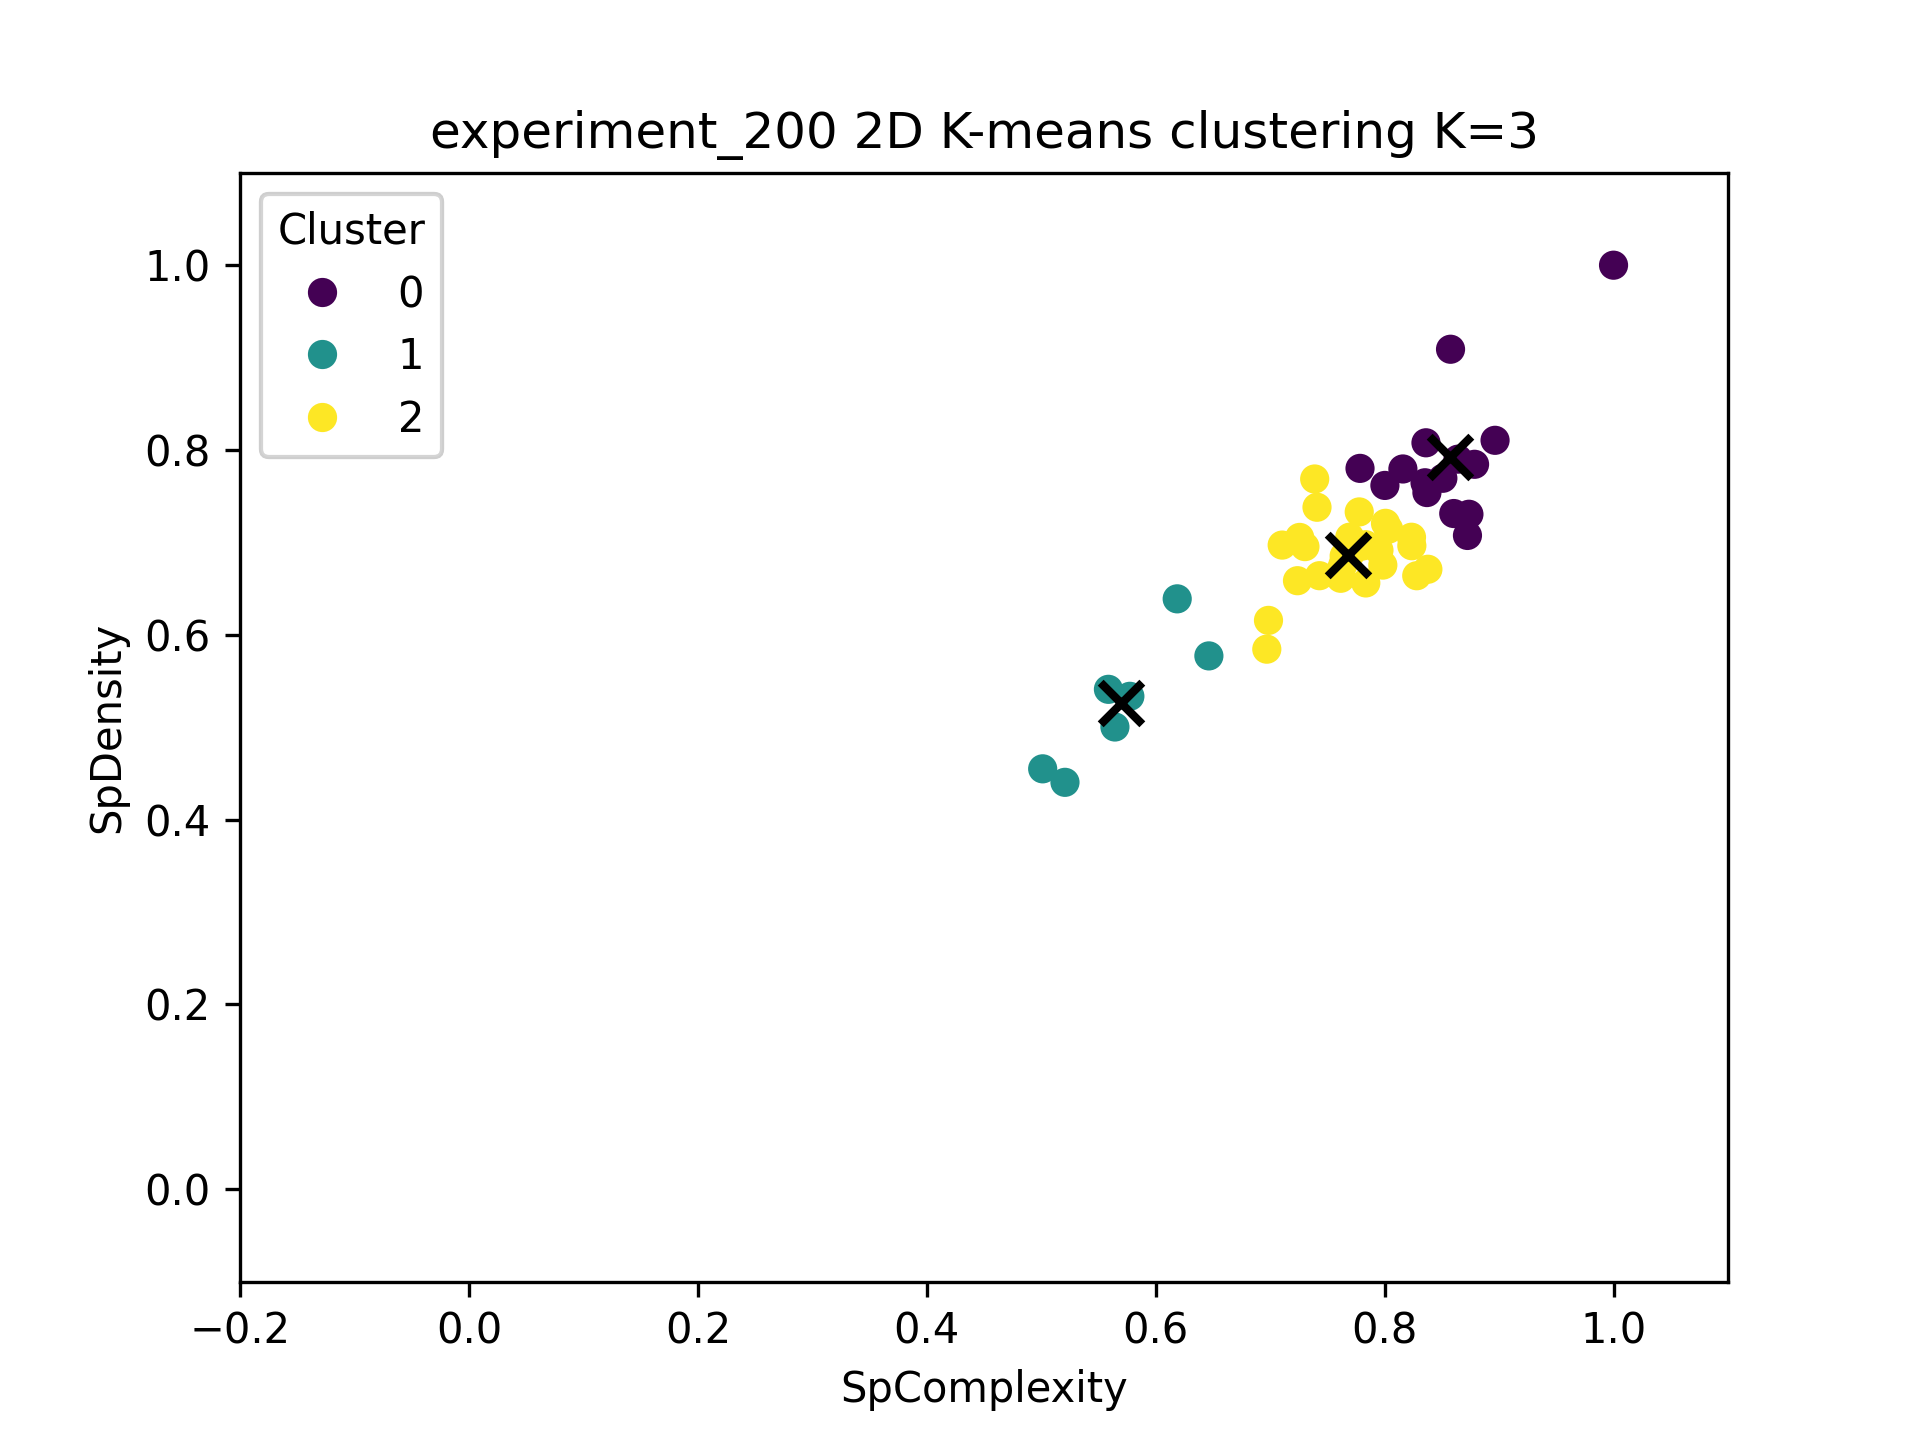 experiment_200 2D K-means clustering K=3
Cluster
0
1
2
1.0
0.8
0.6
0.4
0.2
0.0
SpDensity
−0.2 0.0 0.2 0.4 0.6 0.8 1.0
SpComplexity